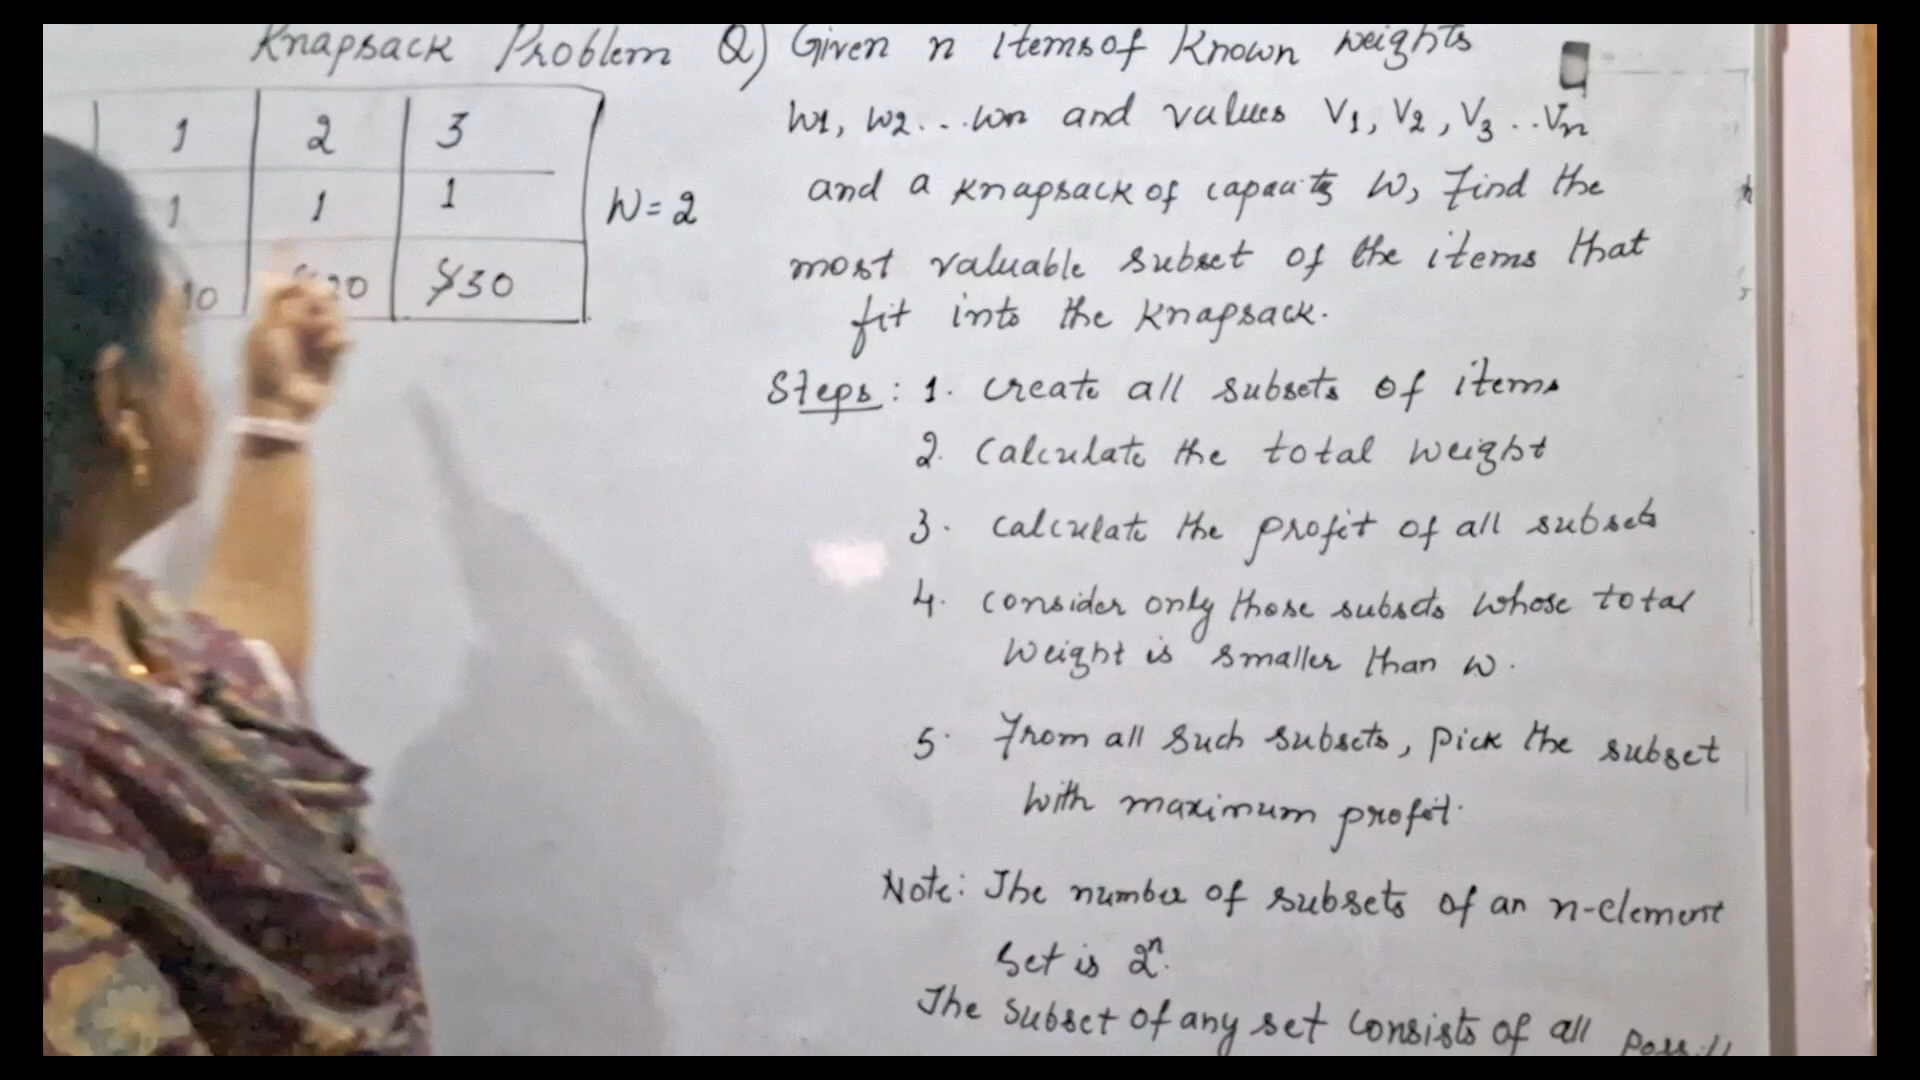 Knapsack Problem
1 2 3
1 1 1
10 20 $30
W=2
Q) Given n items of known weights
w1, w2...wn and values V1, V2, V3 ..Vn
and a knapsack of capacity W, find the
most valuable subset of the items that
fit into the knapsack.
Steps: 1. create all subsets of items
2. Calculate the total weight
3. calculate the profit of all subsets
4. consider only those subsets whose total
weight is smaller than w.
5. From all such subsets, pick the subset
with maximum profit.
Note: The number of subsets of an n-element
set is 2ⁿ.
The subset of any set consists of all